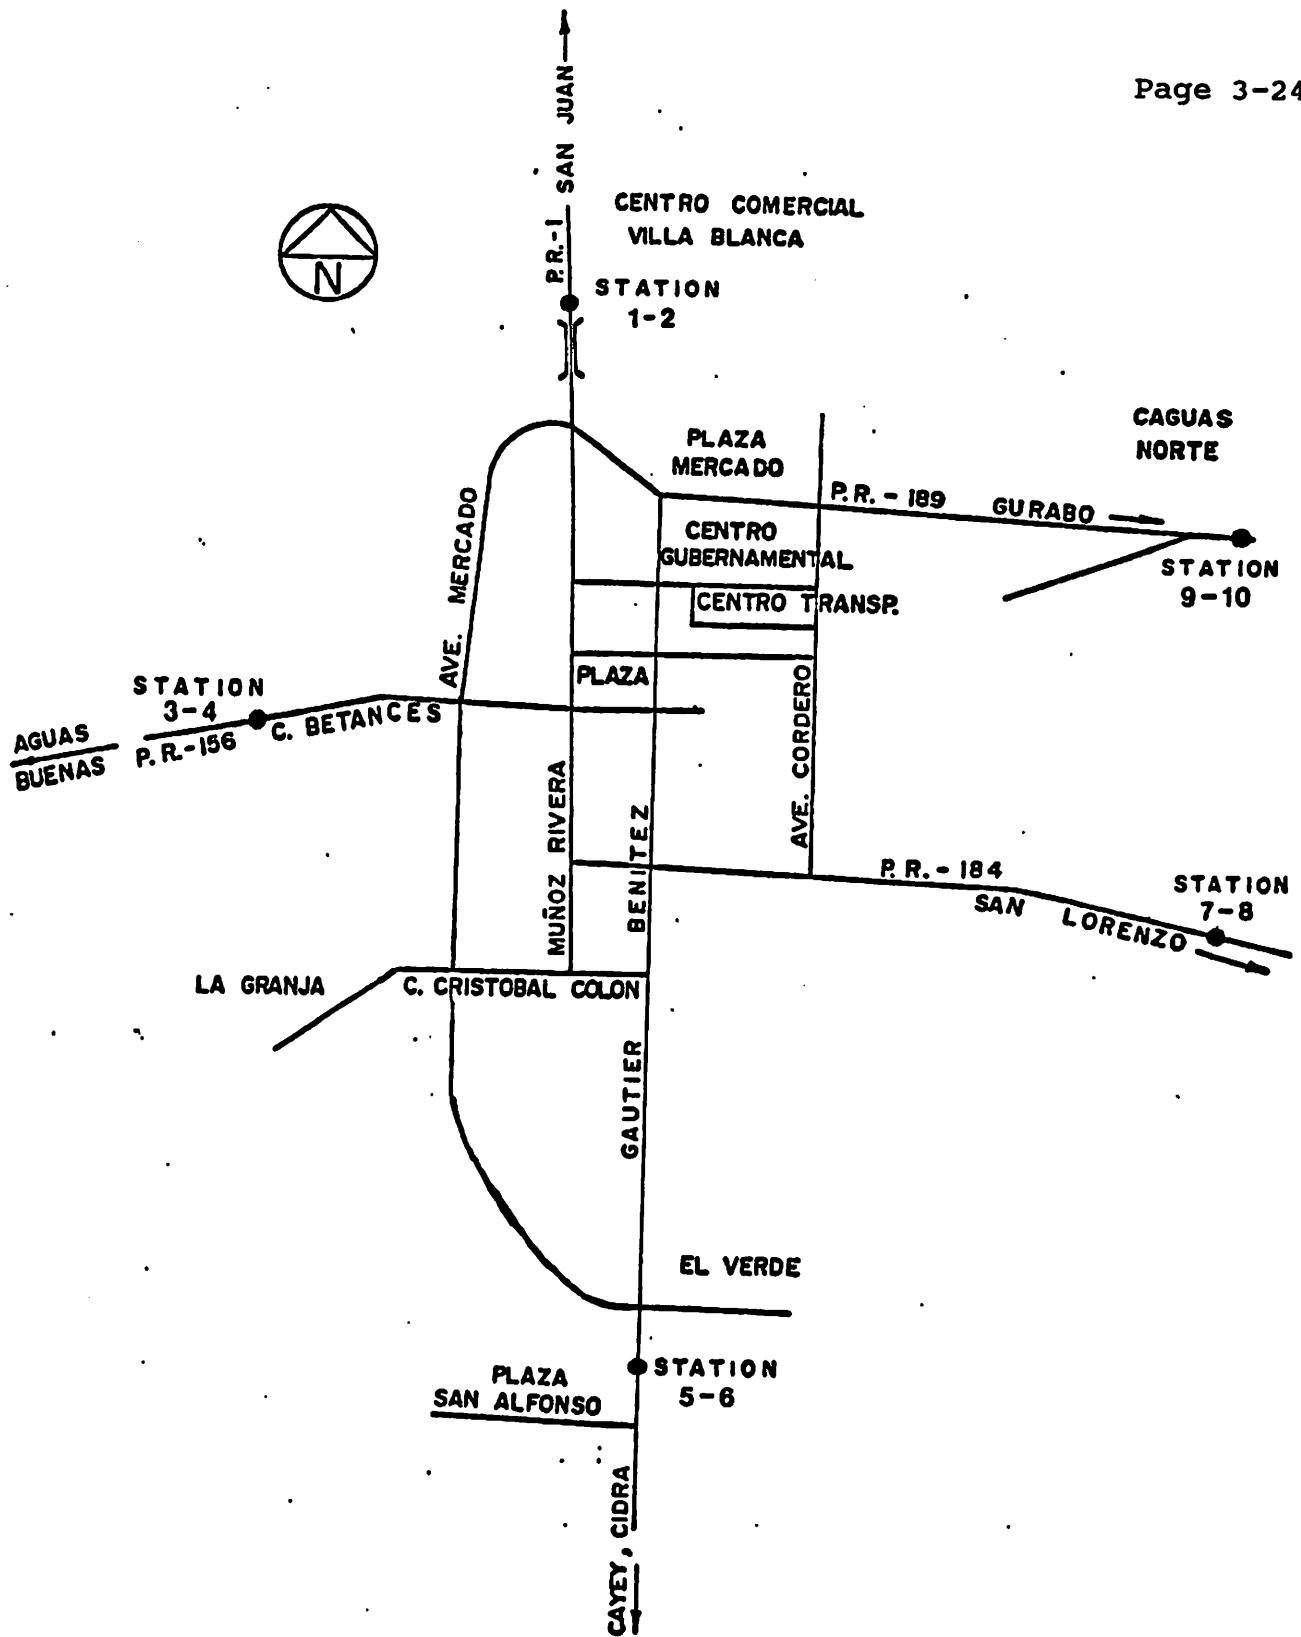 Page 3-24
P.R.-1 SAN JUAN
CENTRO COMERCIAL
VILLA BLANCA
N
STATION
1-2
CAGUAS
NORTE
PLAZA
MERCADO
P.R. - 189 GURABO
AVE. MERCADO
CENTRO
GUBERNAMENTAL
STATION
9-10
CENTRO TRANSP.
STATION
3-4
PLAZA
C. BETANCES
AGUAS
BUENAS
P.R.-156
AVE. CORDERO
MUÑOZ RIVERA
BENITEZ
P.R. - 184
SAN LORENZO
STATION
7-8
LA GRANJA
C. CRISTOBAL COLON
GAUTIER
EL VERDE
STATION
5-6
PLAZA
SAN ALFONSO
CAYEY, CIDRA